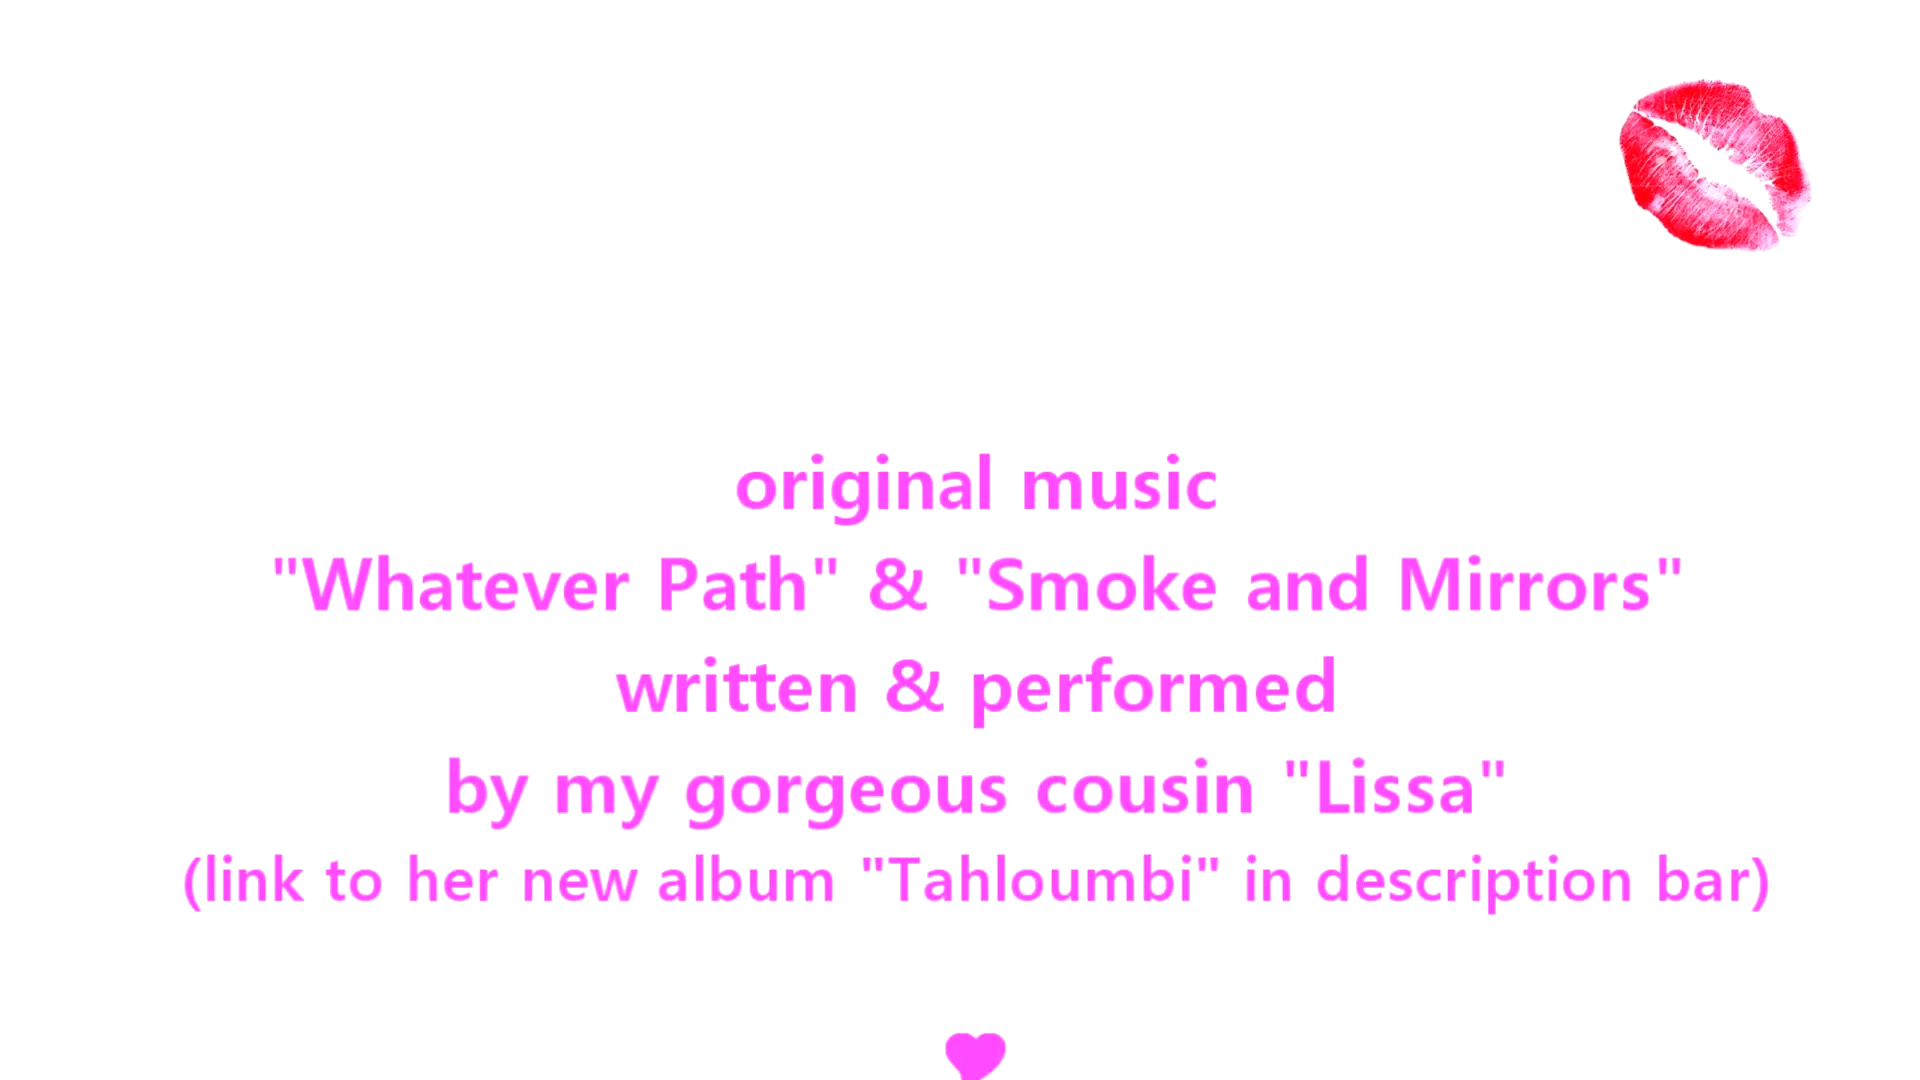 original music
"Whatever Path" & "Smoke and Mirrors"
written & performed
by my gorgeous cousin "Lissa"
(link to her new album "Tahloumbi" in description bar)